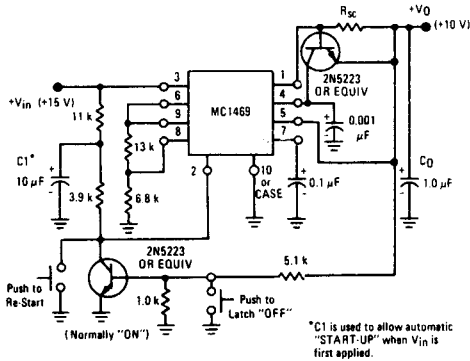 +VO
(+10 V)
RSC
2N5223
OR EQUIV
+Vin (+15 V)
3
6
9
8
MC1469
1
4
5
7
2
10
or
CASE
11 k
13 k
6.8 k
3.9 k
C1*
10 µF
+
-
+
-
0.001
µF
+
-
0.1 µF
+
-
CO
1.0 µF
Push to
Re-Start
2N5223
OR EQUIV
(Normally "ON")
1.0 k
5.1 k
Push to
Latch "OFF"
*C1 is used to allow automatic
"START-UP" when Vin is
first applied.